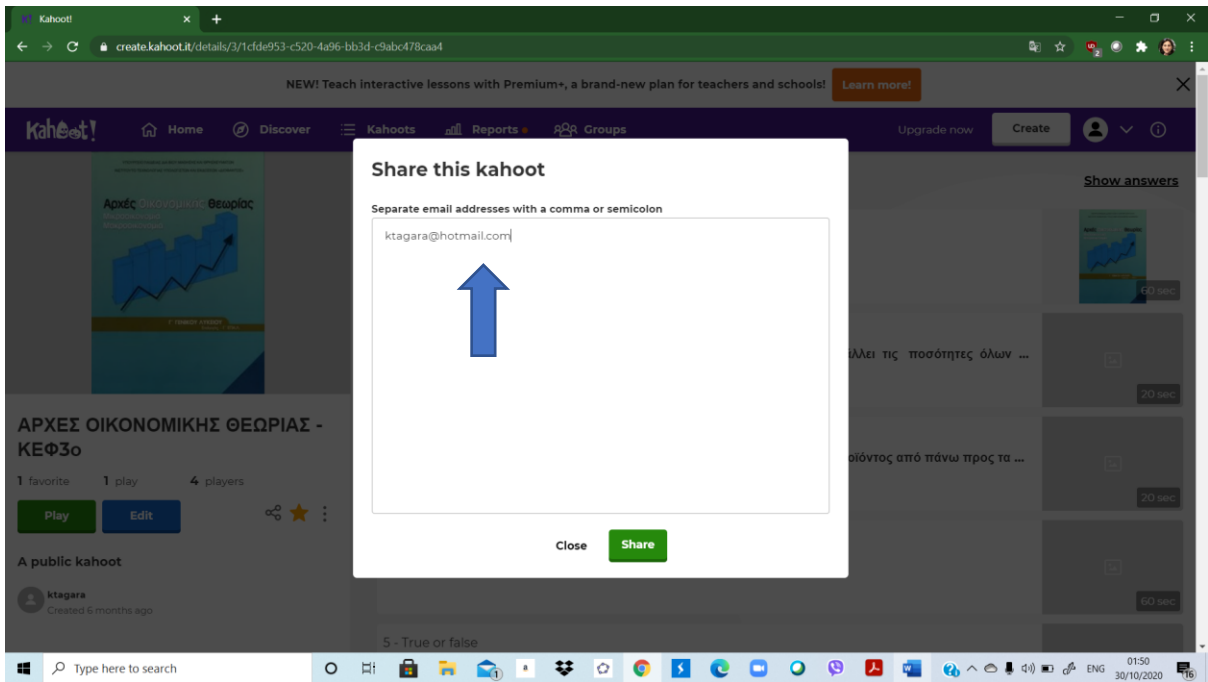 Kahoot!
create.kahoot.it/details/3/1cfde953-c520-4a96-bb3d-c9abc478caa4
NEW! Teach interactive lessons with Premium+, a brand-new plan for teachers and schools!
Learn more!
Kahoot!
Home
Discover
Kahoots
Reports
Groups
Upgrade now
Create
Αρχές Οικονομικής Θεωρίας
Share this kahoot
Separate email addresses with a comma or semicolon
ktagara@hotmail.com
Close
Share
Show answers
60 sec
άλλει τις ποσότητες όλων ...
20 sec
οϊόντος από πάνω προς τα ...
20 sec
60 sec
5 - True or false
ΑΡΧΕΣ ΟΙΚΟΝΟΜΙΚΗΣ ΘΕΩΡΙΑΣ -
ΚΕΦ3ο
1 favorite 1 play 4 players
Play
Edit
A public kahoot
ktagara
Created 6 months ago
Type here to search
ENG
01:50
30/10/2020
16